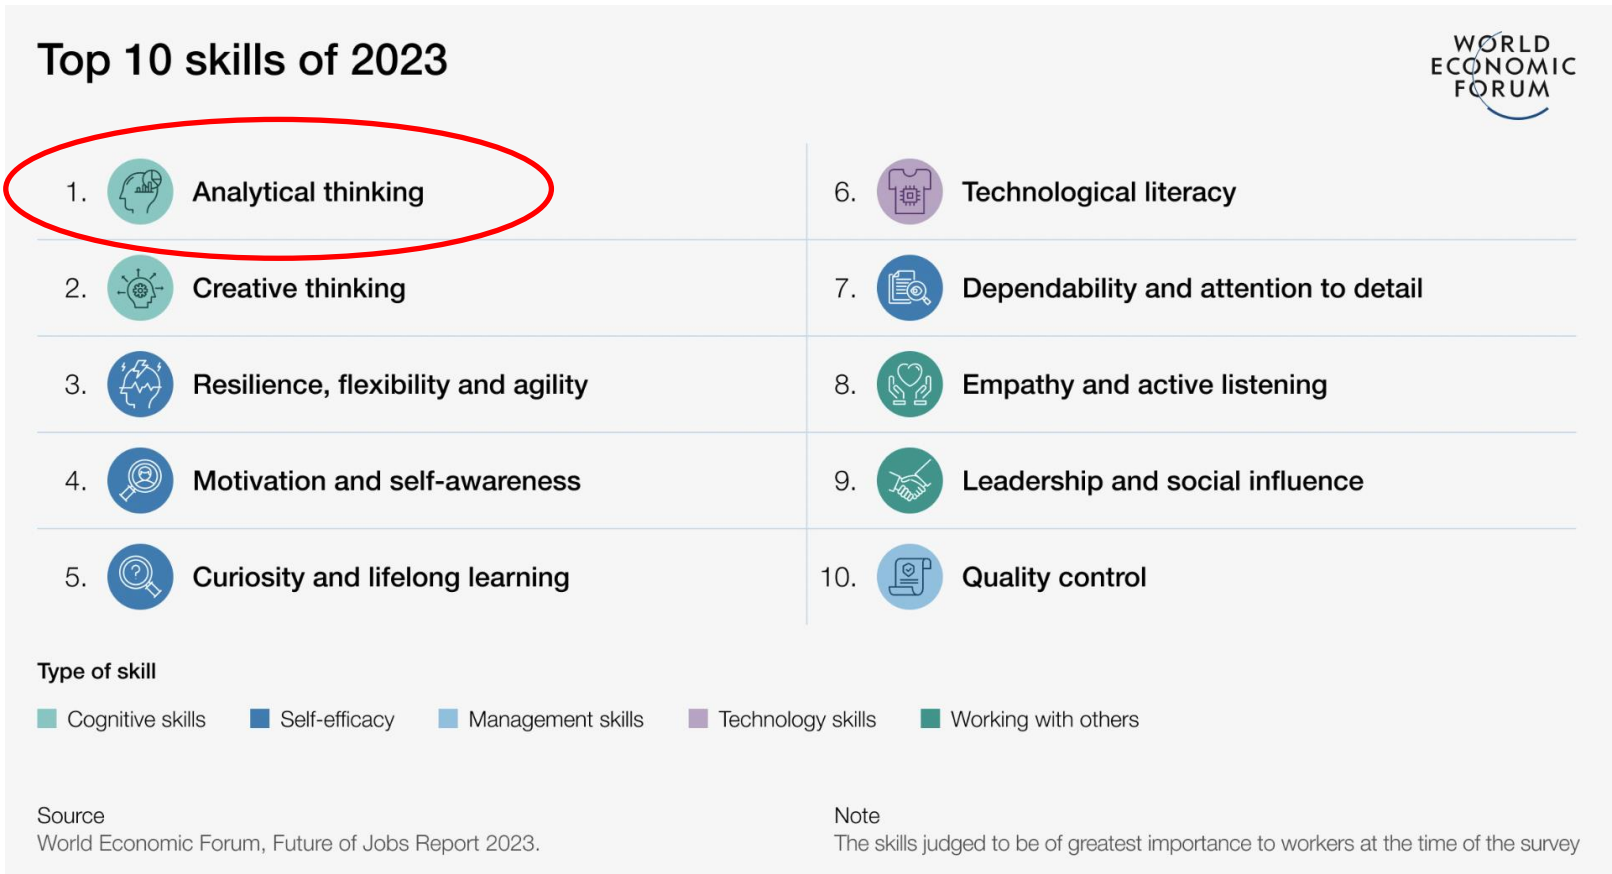 Top 10 skills of 2023
WORLD
ECONOMIC
FORUM
1. Analytical thinking
2. Creative thinking
3. Resilience, flexibility and agility
4. Motivation and self-awareness
5. Curiosity and lifelong learning
6. Technological literacy
7. Dependability and attention to detail
8. Empathy and active listening
9. Leadership and social influence
10. Quality control
Type of skill
Cognitive skills Self-efficacy Management skills Technology skills Working with others
Source
World Economic Forum, Future of Jobs Report 2023.
Note
The skills judged to be of greatest importance to workers at the time of the survey